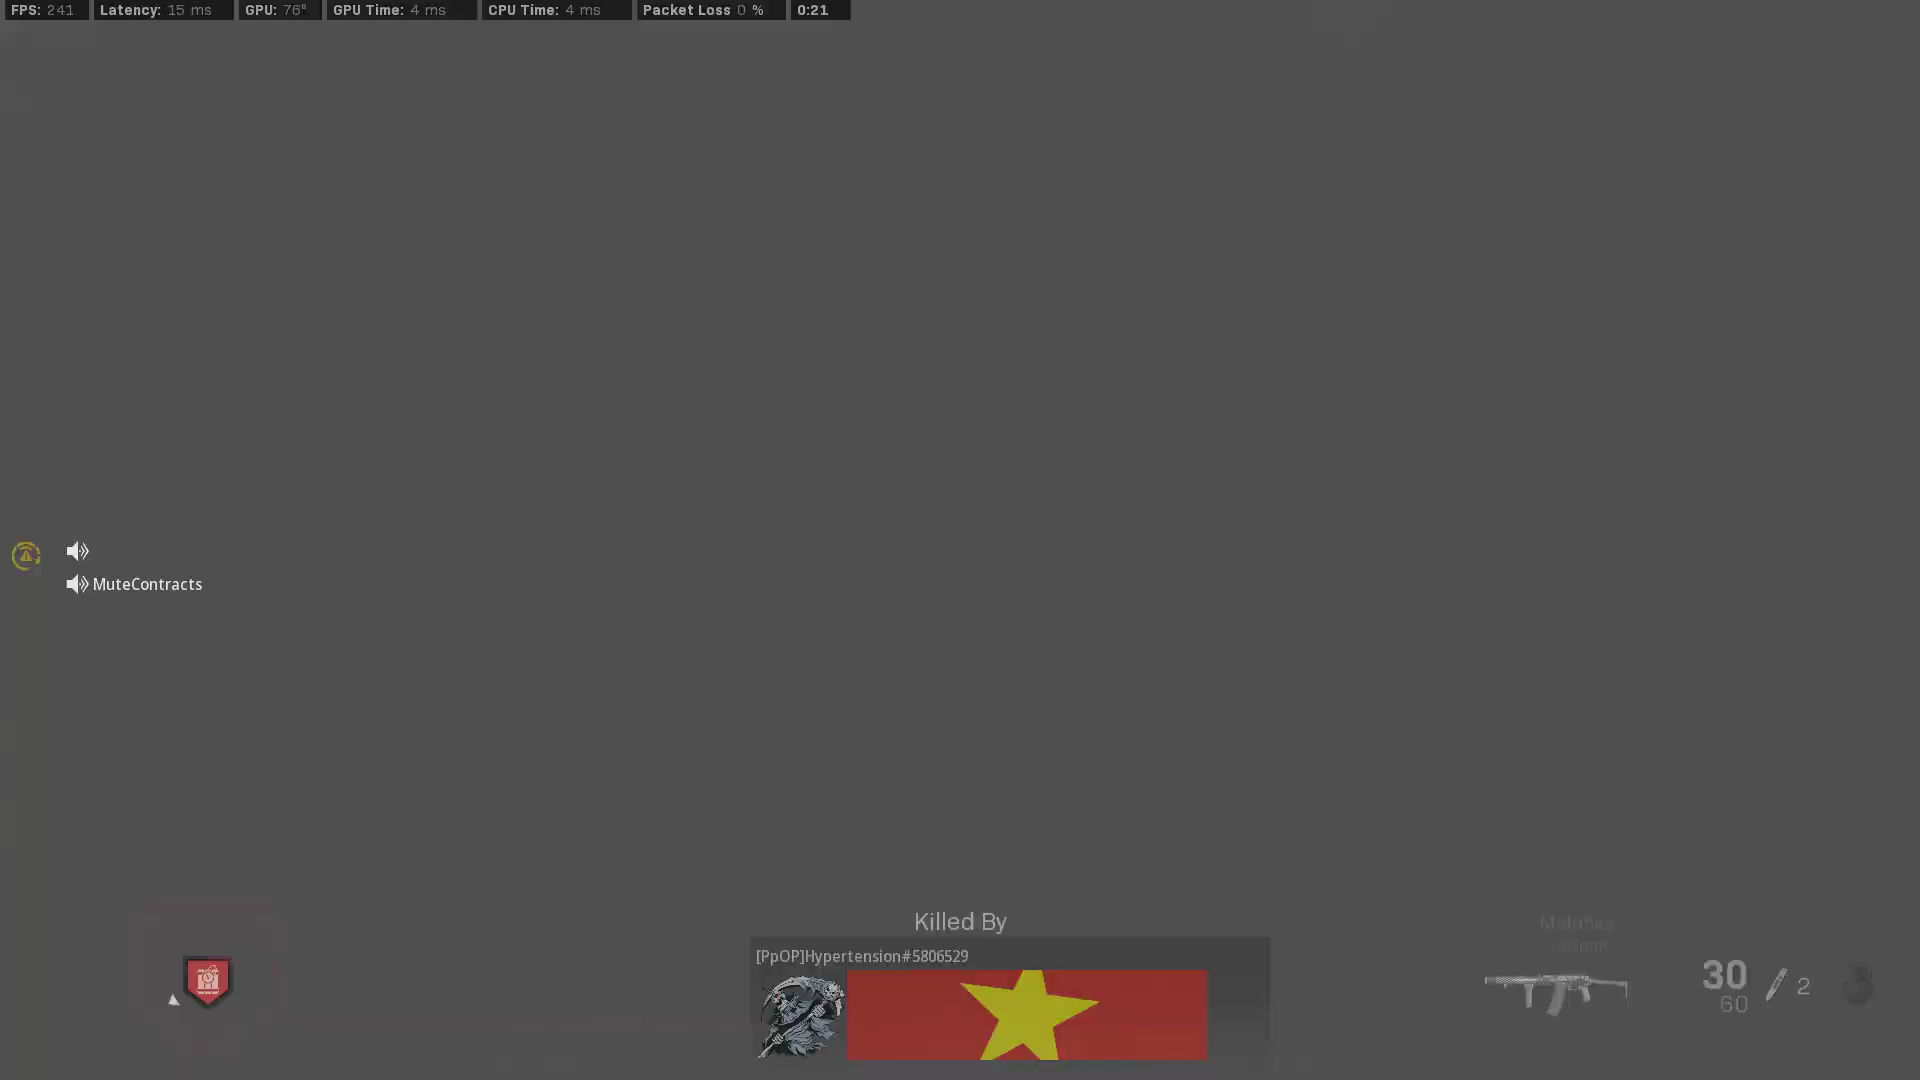 FPS: 241 Latency: 15 ms GPU: 76° GPU Time: 4 ms CPU Time: 4 ms Packet Loss 0 % 0:21
MuteContracts
Killed By
[PpOP]Hypertension#5806529
30
60
2